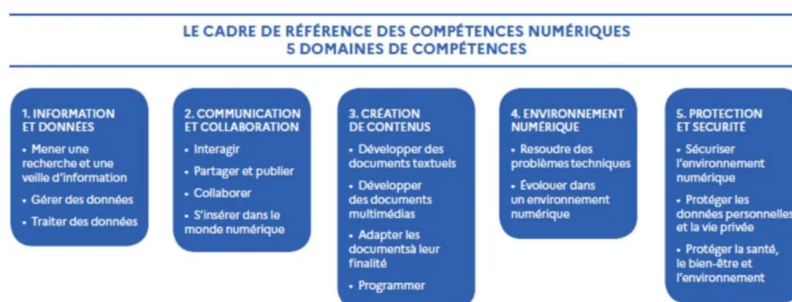 LE CADRE DE RÉFÉRENCE DES COMPÉTENCES NUMÉRIQUES
5 DOMAINES DE COMPÉTENCES
1. INFORMATION
ET DONNÉES
• Mener une
recherche et une
veille d'information
• Gérer des données
• Traiter des données
2. COMMUNICATION
ET COLLABORATION
• Interagir
• Partager et publier
• Collaborer
• S'insérer dans le
monde numérique
3. CRÉATION
DE CONTENUS
• Développer des
documents textuels
• Développer
des documents
multimédias
• Adapter les
documentsà leur
finalité
• Programmer
4. ENVIRONNEMENT
NUMÉRIQUE
• Resoudre des
problèmes techniques
• Évolouer dans
un environnement
numérique
5. PROTECTION
ET SECURITÉ
• Sécuriser
l'environnement
numérique
• Protéger les
données personnelles
et la vie privée
• Protéger la santé,
le bien-être et
l'environnement